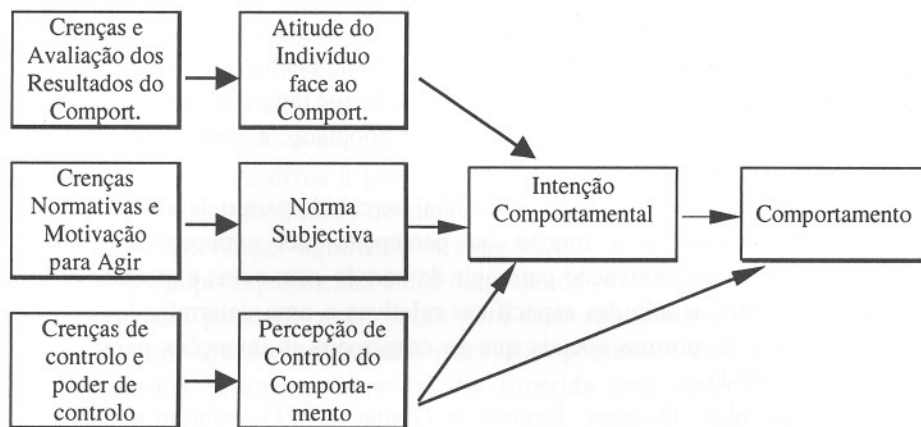 Crenças e
Avaliação dos
Resultados do
Comport.
Atitude do
Indivíduo
face ao
Comport.
Crenças
Normativas e
Motivação
para Agir
Norma
Subjectiva
Intenção
Comportamental
Comportamento
Crenças de
controlo e
poder de
controlo
Percepção de
Controlo do
Comporta-
mento